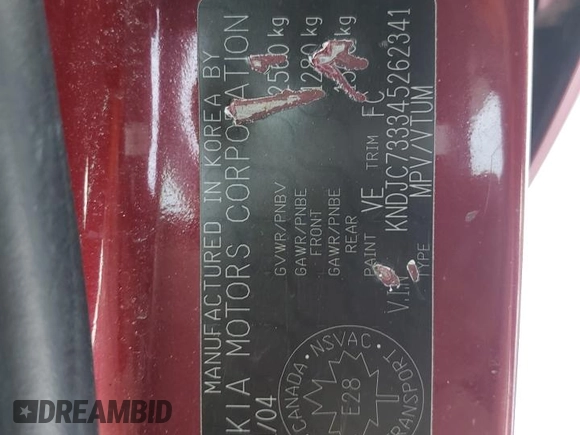 MANUFACTURED IN KOREA BY
KIA MOTORS CORPORATION
/04
GVWR/PNBV kg
GAWR/PNBE
FRONT kg
GAWR/PNBE
REAR kg
PAINT VE TRIM FC
V.I. KNDJC733345262341
TYPE MPV/VTUM
CANADA · NSVAC · TRANSPORT
E28
DREAMBID